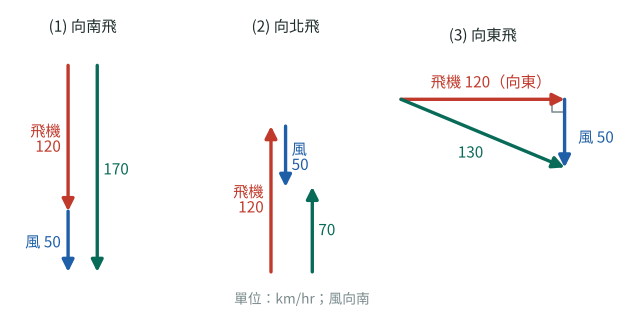 (1) 向南飛
(2) 向北飛
(3) 向東飛
飛機
120
170
風 50
風
50
飛機
120
70
飛機 120（向東）
風 50
130
單位：km/hr；風向南